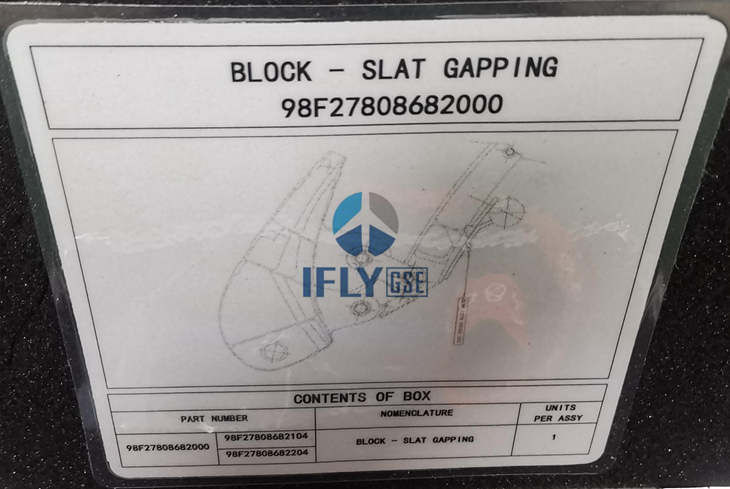 BLOCK - SLAT GAPPING
98F27808682000
IFLY GSE
CONTENTS OF BOX
PART NUMBER
NOMENCLATURE
UNITS
PER ASSY
98F27808682000
98F27808682104
98F27808682204
BLOCK - SLAT GAPPING
1